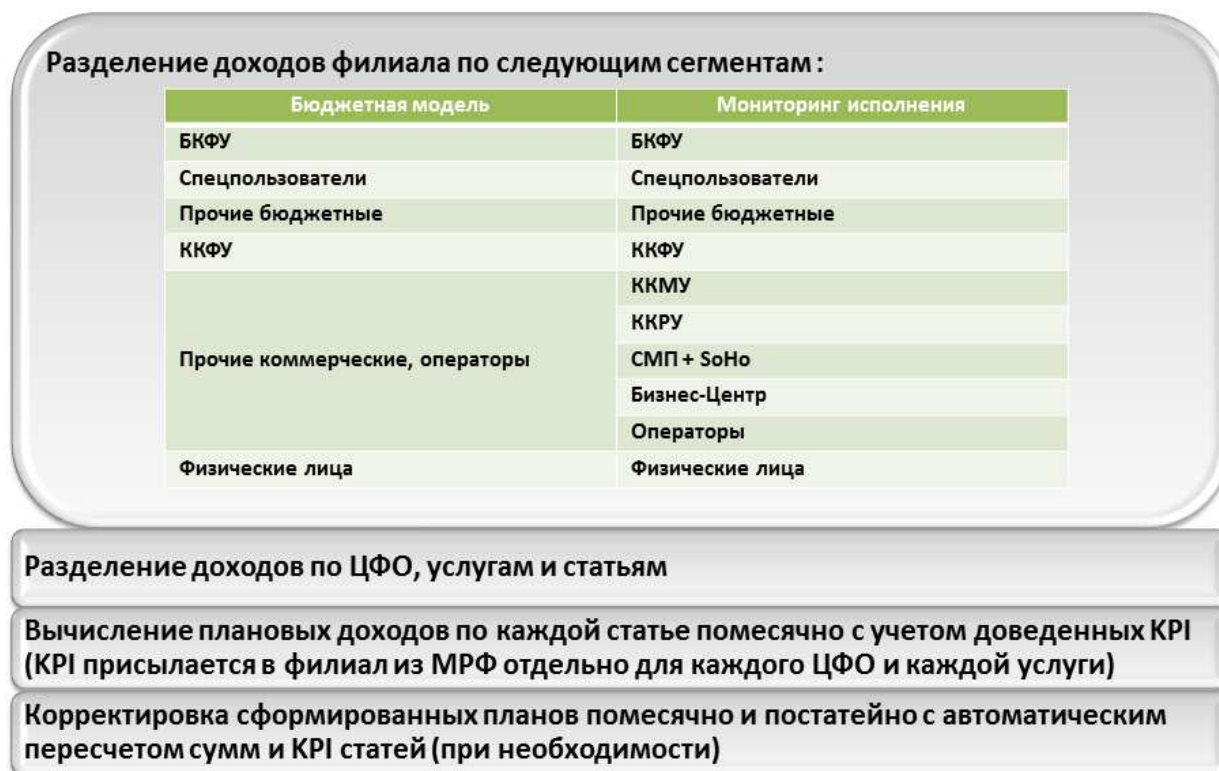 Разделение доходов филиала по следующим сегментам :
Бюджетная модель Мониторинг исполнения
БКФУ БКФУ
Спецпользователи Спецпользователи
Прочие бюджетные Прочие бюджетные
ККФУ ККФУ
ККМУ
ККРУ
Прочие коммерческие, операторы СМП + SoHo
Бизнес-Центр
Операторы
Физические лица Физические лица
Разделение доходов по ЦФО, услугам и статьям
Вычисление плановых доходов по каждой статье помесячно с учетом доведенных KPI
(KPI присылается в филиал из МРФ отдельно для каждого ЦФО и каждой услуги)
Корректировка сформированных планов помесячно и постатейно с автоматическим
пересчетом сумм и KPI статей (при необходимости)